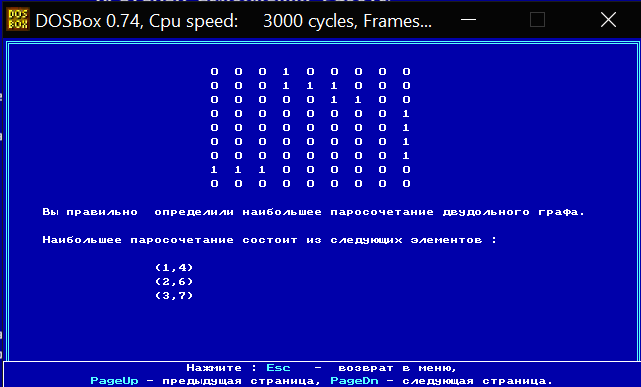 DOS BOX DOSBox 0.74, Cpu speed: 3000 cycles, Frames...
0 0 0 1 0 0 0 0 0
0 0 0 1 1 1 0 0 0
0 0 0 0 0 1 1 0 0
0 0 0 0 0 0 0 0 1
0 0 0 0 0 0 0 0 1
0 0 0 0 0 0 0 0 1
0 0 0 0 0 0 0 0 1
1 1 1 0 0 0 0 0 0
0 0 0 0 0 0 0 0 0
Вы правильно определили наибольшее паросочетание двудольного графа.
Наибольшее паросочетание состоит из следующих элементов :
(1,4)
(2,6)
(3,7)
Нажмите : Esc - возврат в меню,
PageUp - предыдущая страница, PageDn - следующая страница.